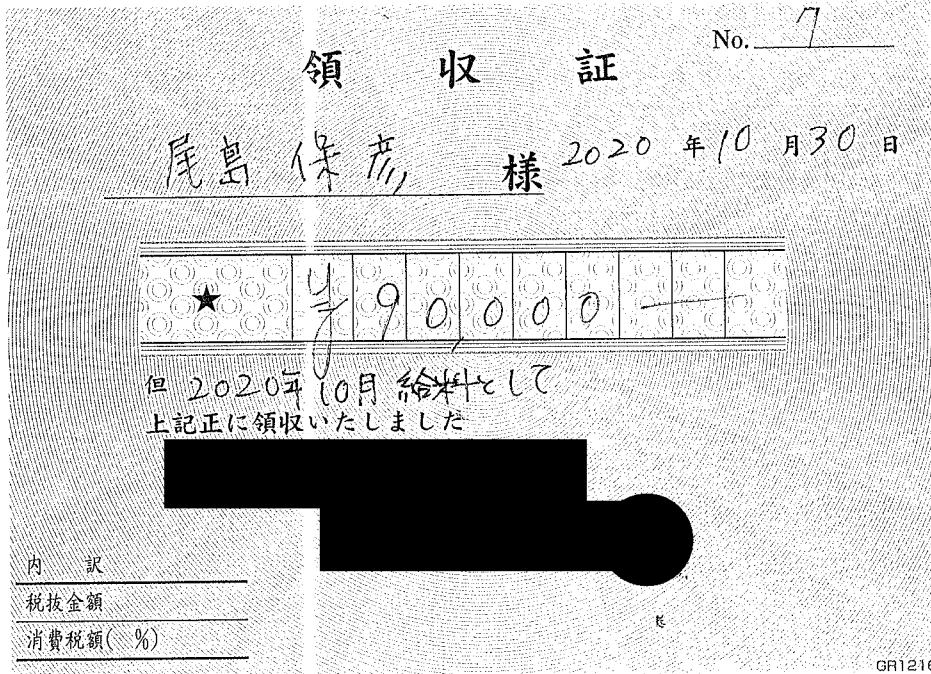 No. 7
領収証
尾島 保彦 様 2020 年 10 月 30 日
★ ¥ 90,000 —
但 2020年10月 給料として
上記正に領収いたしました
内 訳
税抜金額
消費税額( %)
GR1216